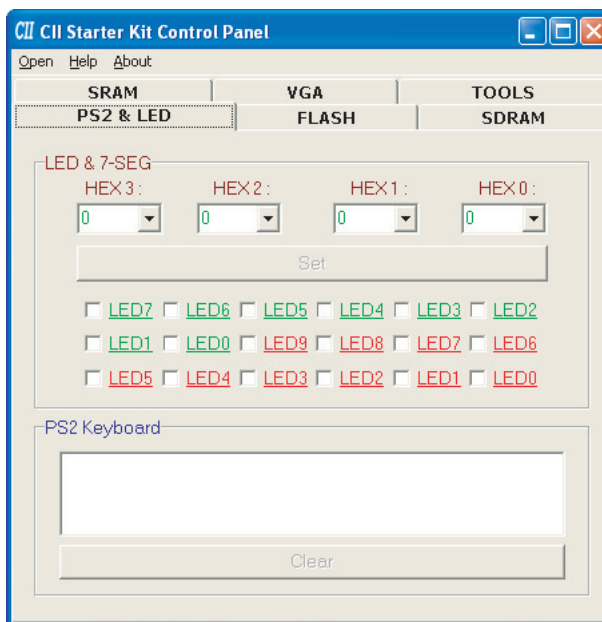 CII CII Starter Kit Control Panel
Open Help About
SRAM VGA TOOLS
PS2 & LED FLASH SDRAM
LED & 7-SEG
HEX 3 : HEX 2 : HEX 1 : HEX 0 :
0 0 0 0
Set
LED7 LED6 LED5 LED4 LED3 LED2
LED1 LED0 LED9 LED8 LED7 LED6
LED5 LED4 LED3 LED2 LED1 LED0
PS2 Keyboard
Clear